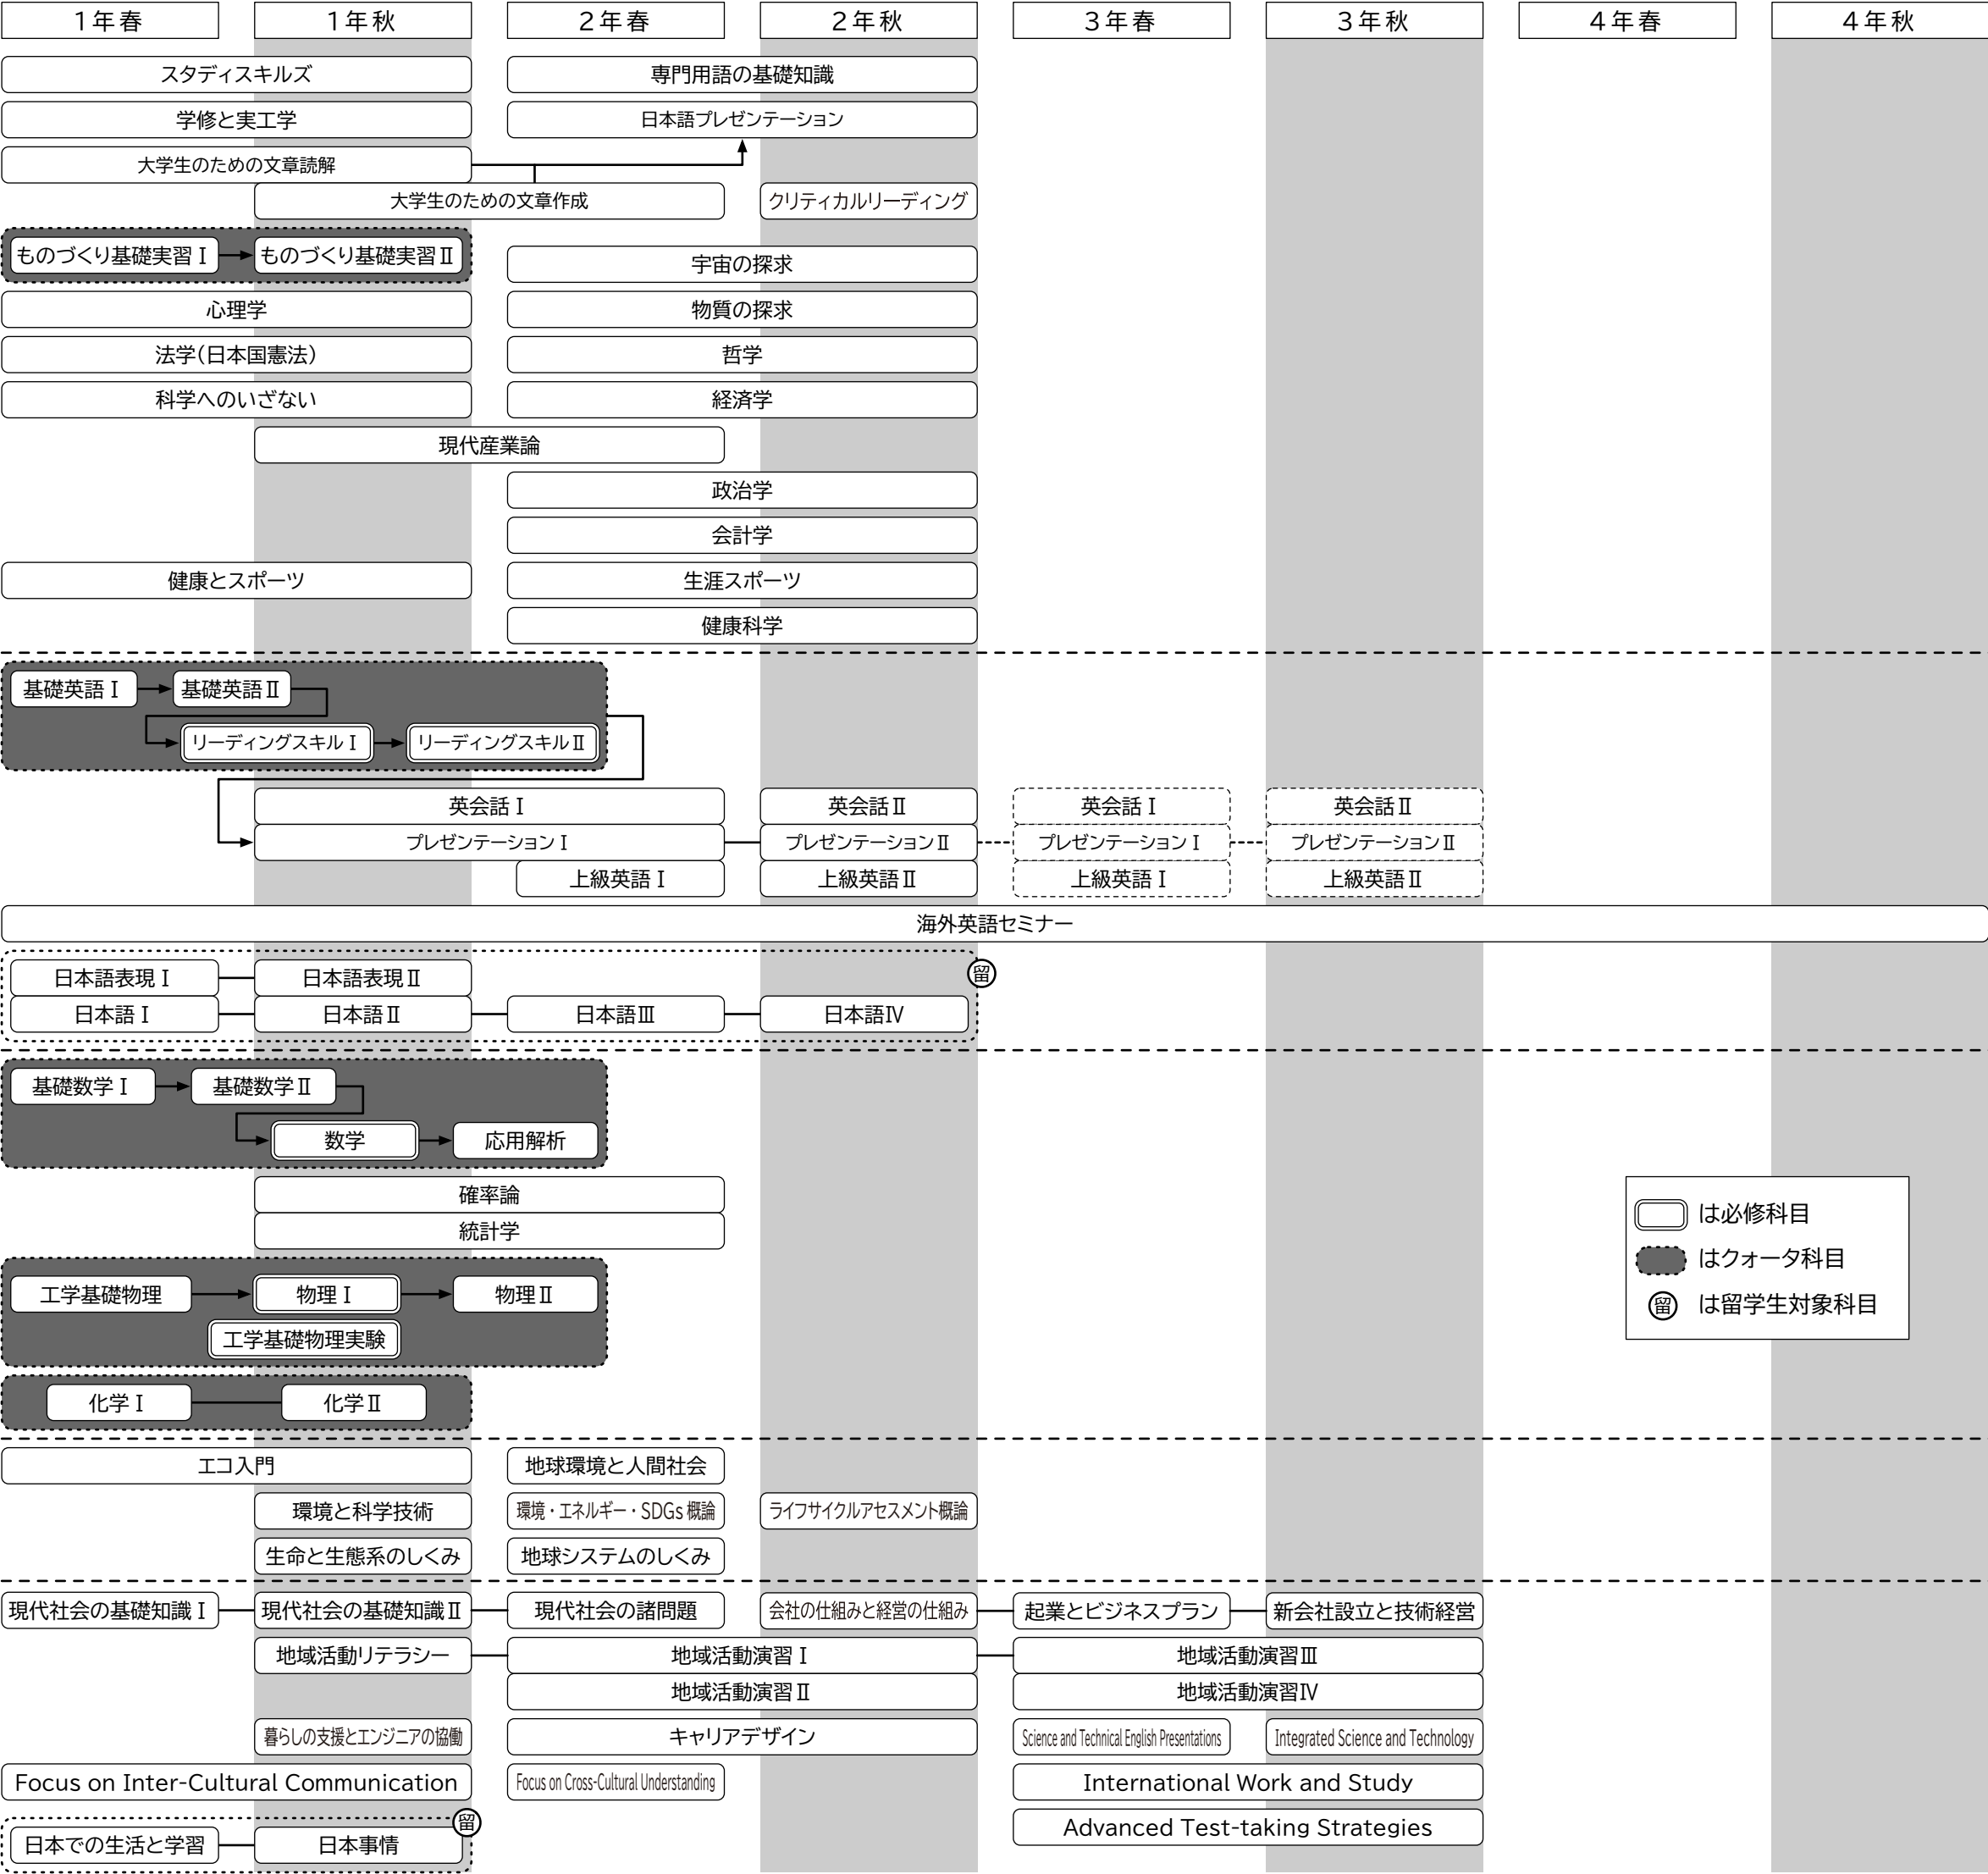 1年春
1年秋
2年春
2年秋
3年春
3年秋
4年春
4年秋
スタディスキルズ
専門用語の基礎知識
学修と実工学
日本語プレゼンテーション
大学生のための文章読解
大学生のための文章作成
クリティカルリーディング
ものづくり基礎実習Ⅰ
ものづくり基礎実習Ⅱ
宇宙の探求
心理学
物質の探求
法学(日本国憲法)
哲学
科学へのいざない
経済学
現代産業論
政治学
会計学
健康とスポーツ
生涯スポーツ
健康科学
基礎英語Ⅰ
基礎英語Ⅱ
リーディングスキルⅠ
リーディングスキルⅡ
英会話Ⅰ
英会話Ⅱ
英会話Ⅰ
英会話Ⅱ
プレゼンテーションⅠ
プレゼンテーションⅡ
プレゼンテーションⅠ
プレゼンテーションⅡ
上級英語Ⅰ
上級英語Ⅱ
上級英語Ⅰ
上級英語Ⅱ
海外英語セミナー
日本語表現Ⅰ
日本語表現Ⅱ
留
日本語Ⅰ
日本語Ⅱ
日本語Ⅲ
日本語Ⅳ
基礎数学Ⅰ
基礎数学Ⅱ
数学
応用解析
確率論
統計学
は必修科目
はクォータ科目
留 は留学生対象科目
工学基礎物理
物理Ⅰ
物理Ⅱ
工学基礎物理実験
化学Ⅰ
化学Ⅱ
エコ入門
地球環境と人間社会
環境と科学技術
環境・エネルギー・SDGs 概論
ライフサイクルアセスメント概論
生命と生態系のしくみ
地球システムのしくみ
現代社会の基礎知識Ⅰ
現代社会の基礎知識Ⅱ
現代社会の諸問題
会社の仕組みと経営の仕組み
起業とビジネスプラン
新会社設立と技術経営
地域活動リテラシー
地域活動演習Ⅰ
地域活動演習Ⅲ
地域活動演習Ⅱ
地域活動演習Ⅳ
暮らしの支援とエンジニアの協働
キャリアデザイン
Science and Technical English Presentations
Integrated Science and Technology
Focus on Inter-Cultural Communication
Focus on Cross-Cultural Understanding
International Work and Study
Advanced Test-taking Strategies
留
日本での生活と学習
日本事情